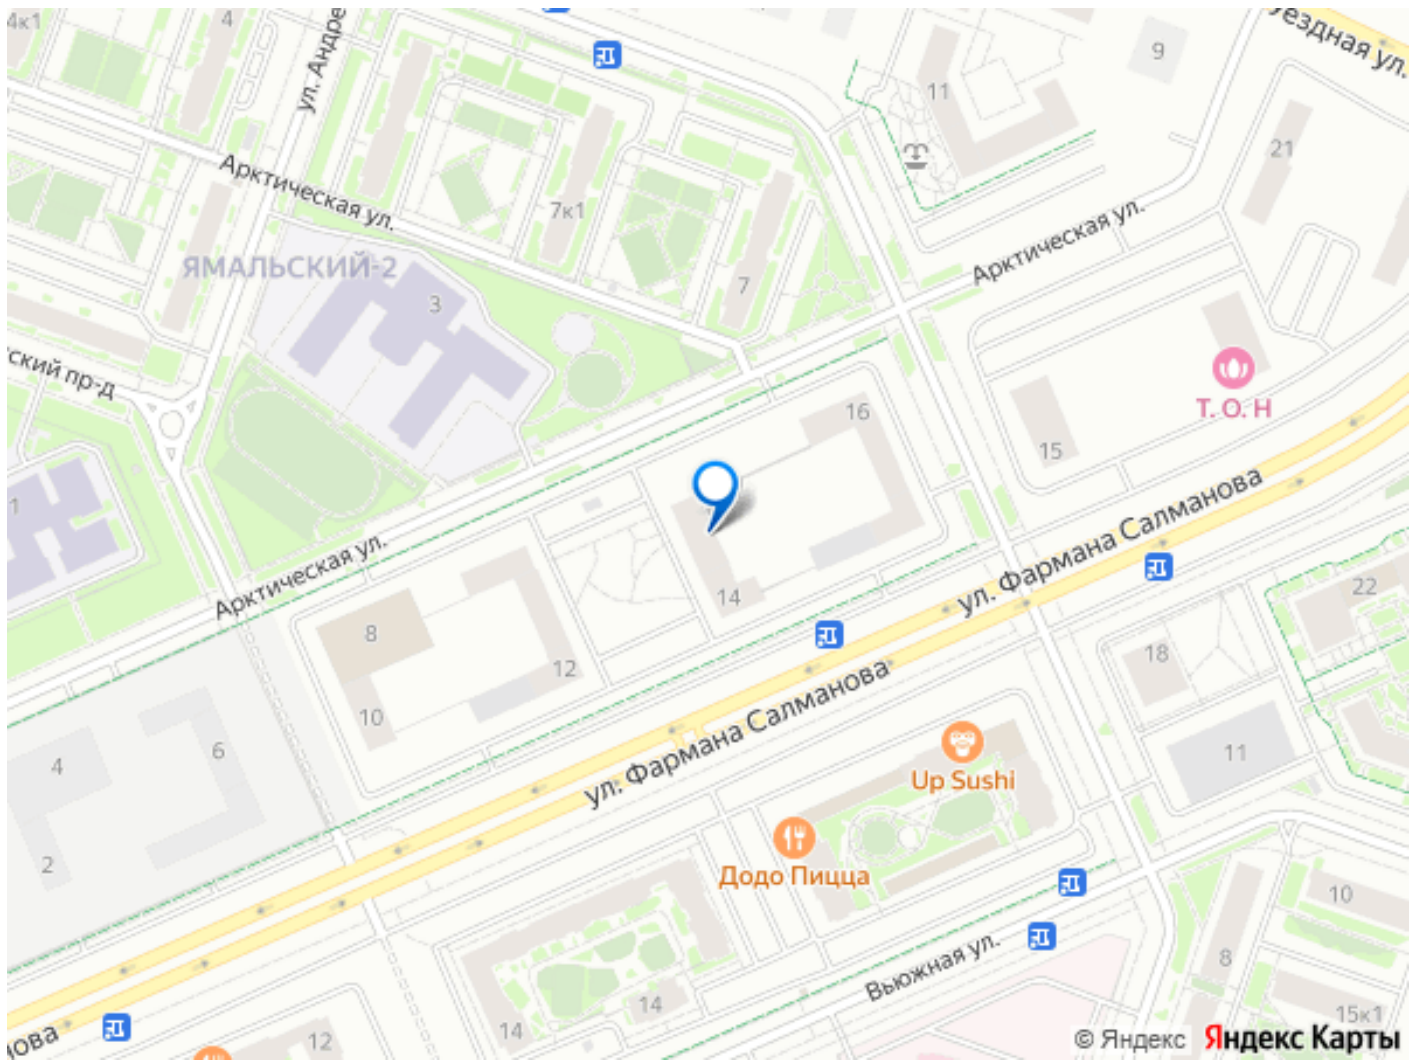 4к1
4
ул. Андре
уездная ул.
9
11
21
Арктическая ул.
7к1
Арктическая ул.
ЯМАЛЬСКИЙ-2
3
7
ский пр-д
16
Т. О. Н
15
1
ул. Фармана Салманова
Арктическая ул.
14
22
8
12
18
10
ул. Фармана Салманова
6
4
11
Up Sushi
2
Додо Пицца
10
Вьюжная ул.
8
14
14
15к1
12
ова
© Яндекс Яндекс Карты